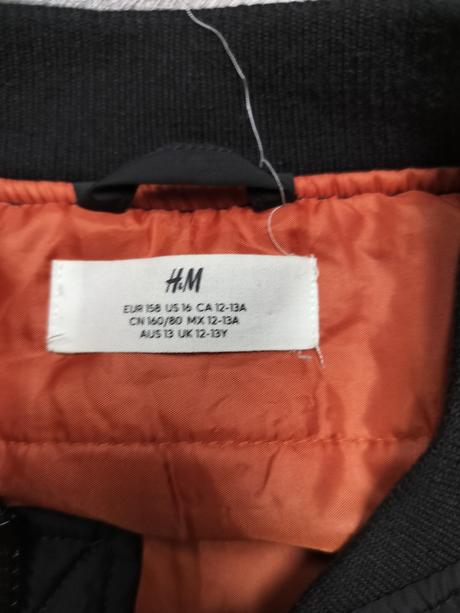 H&M
EUR 158 US 16 CA 12-13A
CN 160/80 MX 12-13A
AUS 13 UK 12-13Y